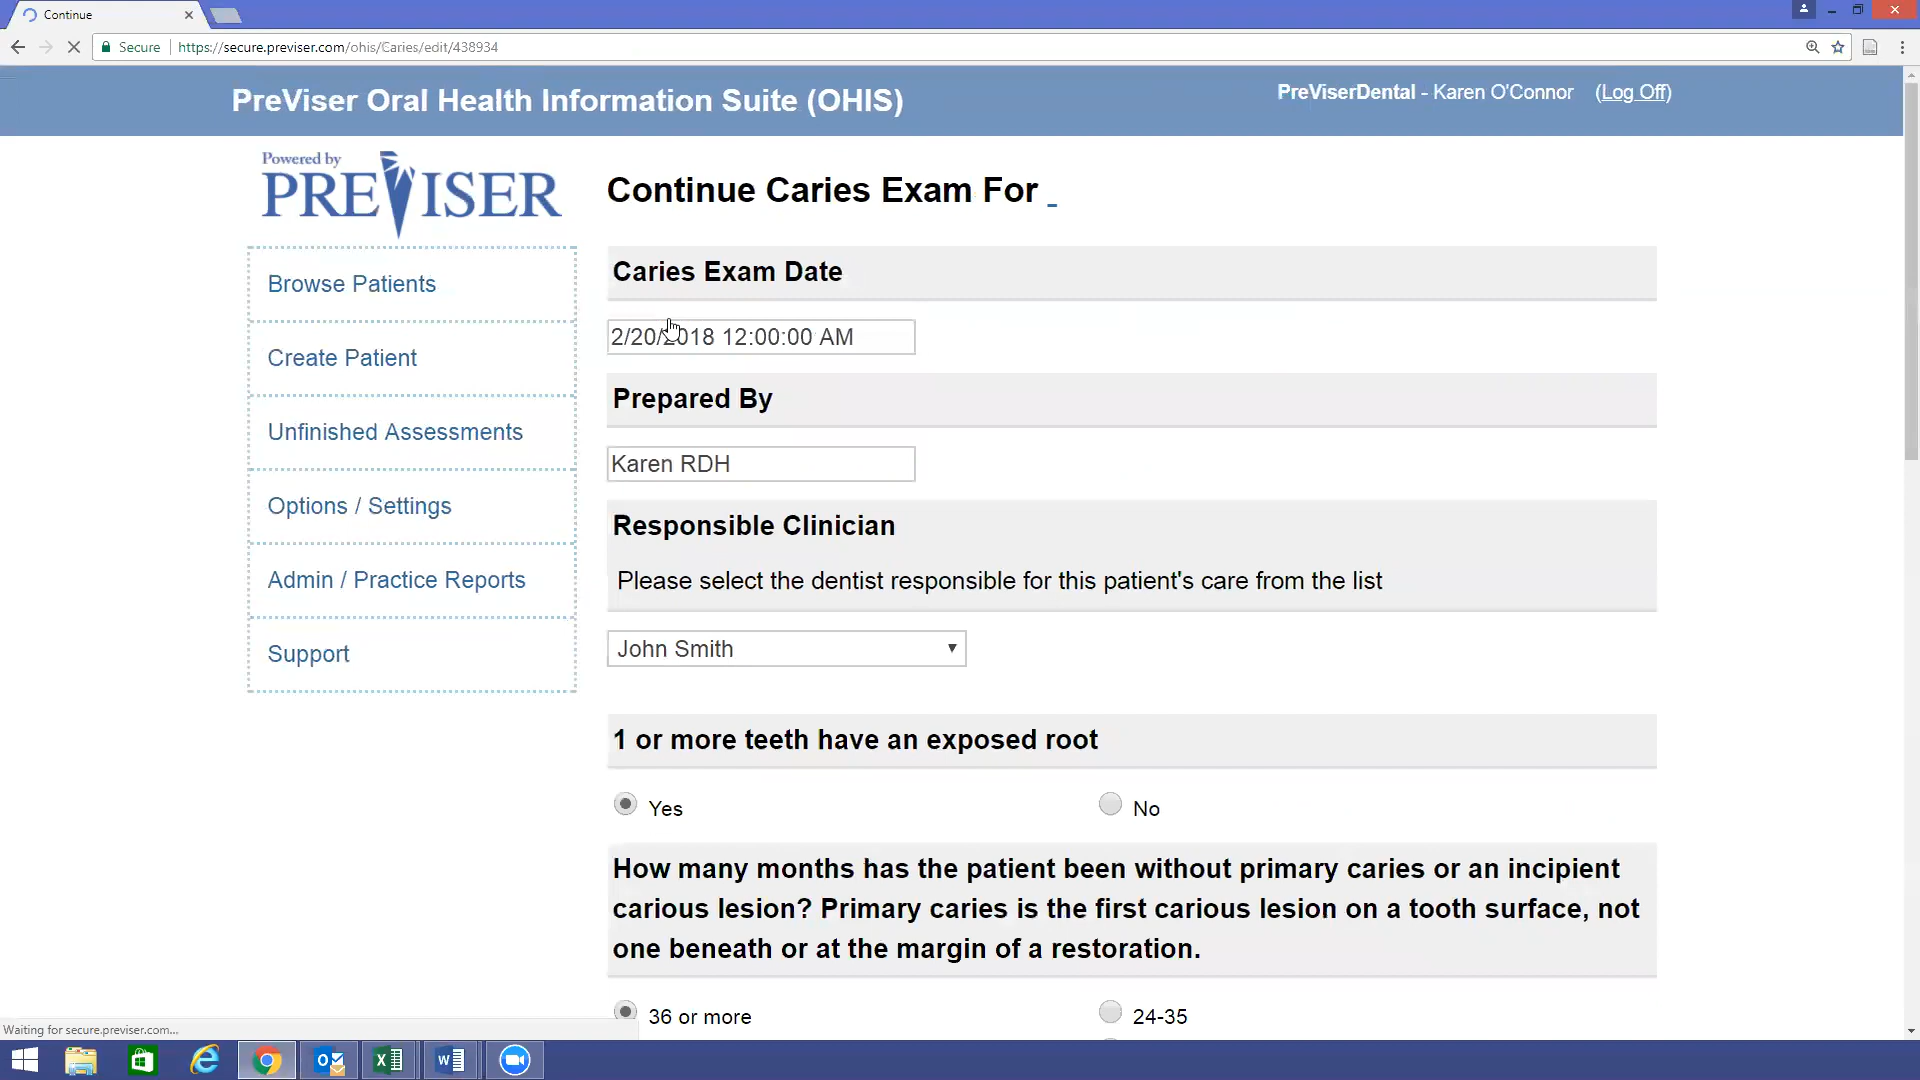 Continue
Secure https://secure.previser.com/ohis/Caries/edit/438934
PreViser Oral Health Information Suite (OHIS)
PreViserDental - Karen O'Connor (Log Off)
Powered by
PREVISER
Browse Patients
Create Patient
Unfinished Assessments
Options / Settings
Admin / Practice Reports
Support
Continue Caries Exam For _
Caries Exam Date
2/20/2018 12:00:00 AM
Prepared By
Karen RDH
Responsible Clinician
Please select the dentist responsible for this patient's care from the list
John Smith
1 or more teeth have an exposed root
Yes No
How many months has the patient been without primary caries or an incipient
carious lesion? Primary caries is the first carious lesion on a tooth surface, not
one beneath or at the margin of a restoration.
36 or more 24-35
Waiting for secure.previser.com...